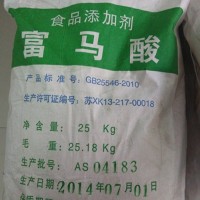 食品添加剂
富马酸
产品标准号:GB25546-2010
生产许可证编号:苏XK13-217-00018
净含量: 25 Kg
毛重: 25.18 Kg
生产批号: AS 04183
生产日期 2014年07月01日